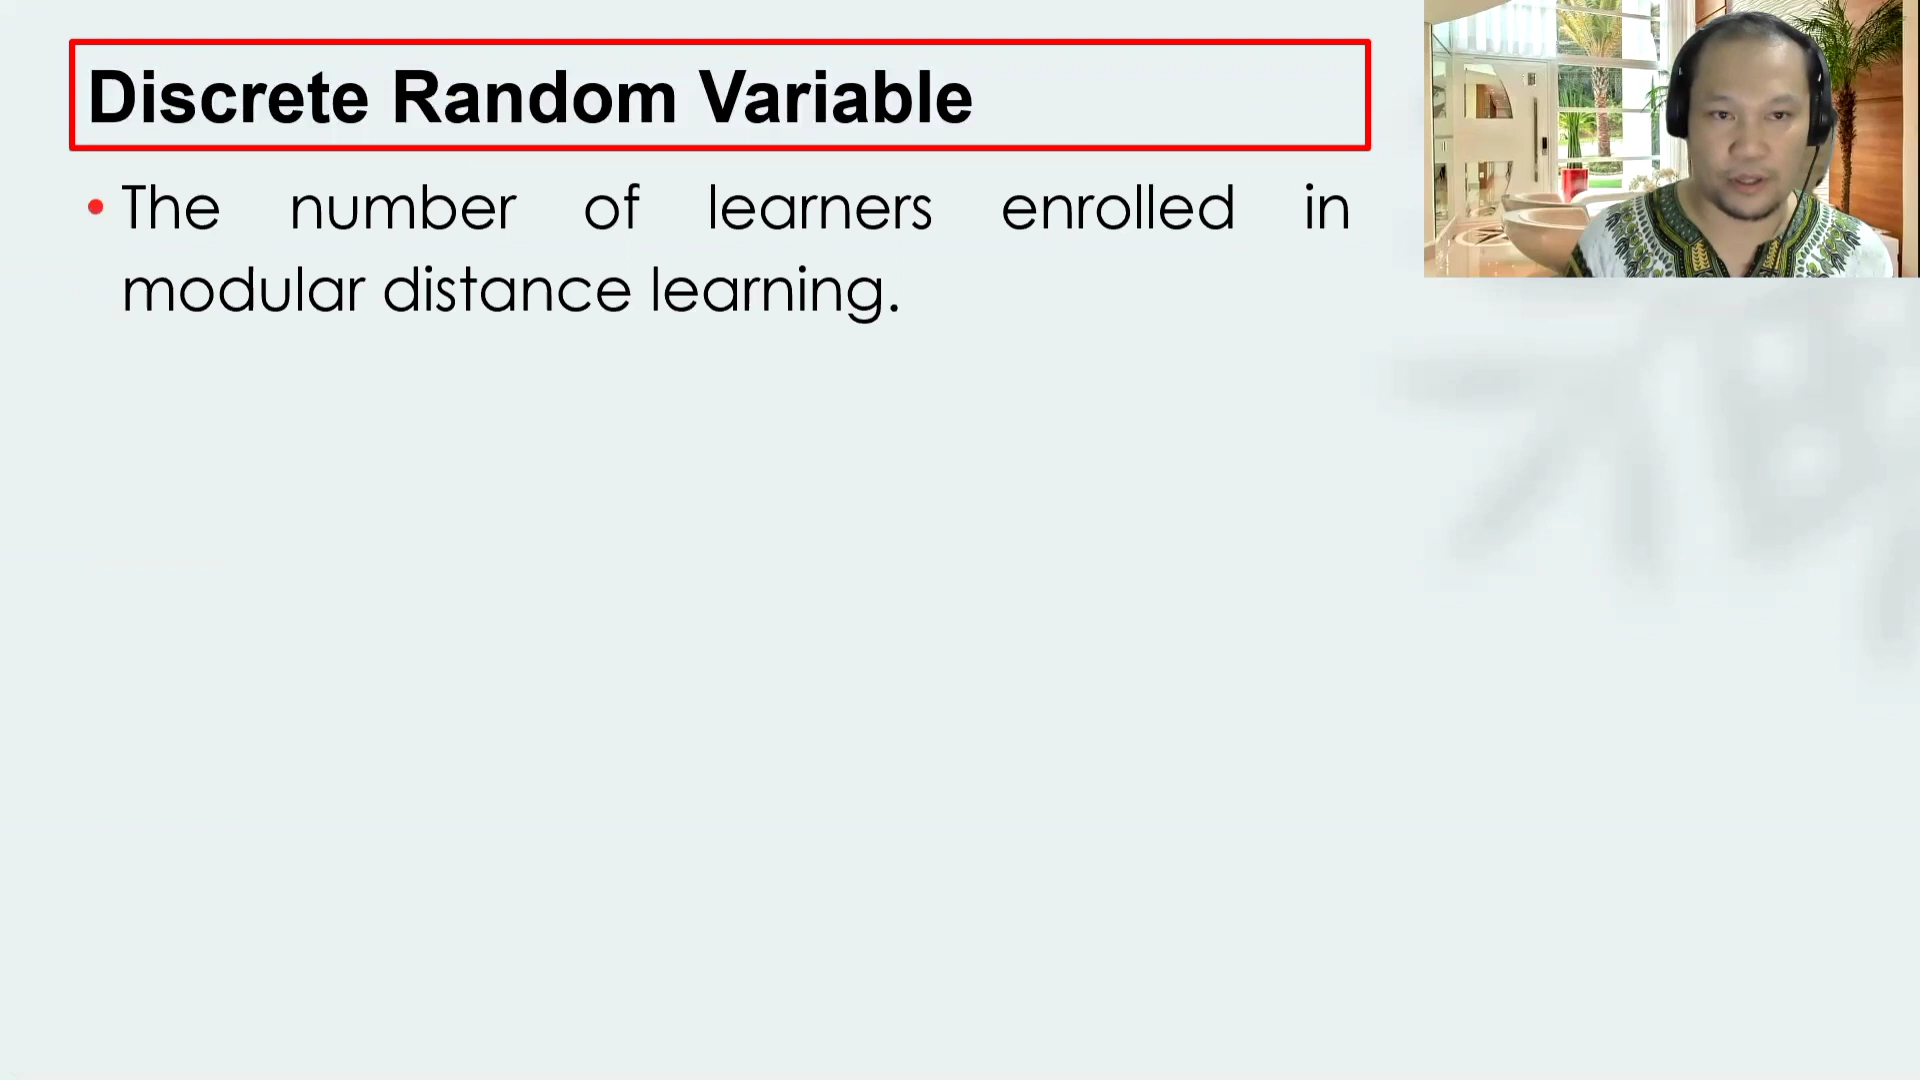 Discrete Random Variable
• The number of learners enrolled in
modular distance learning.